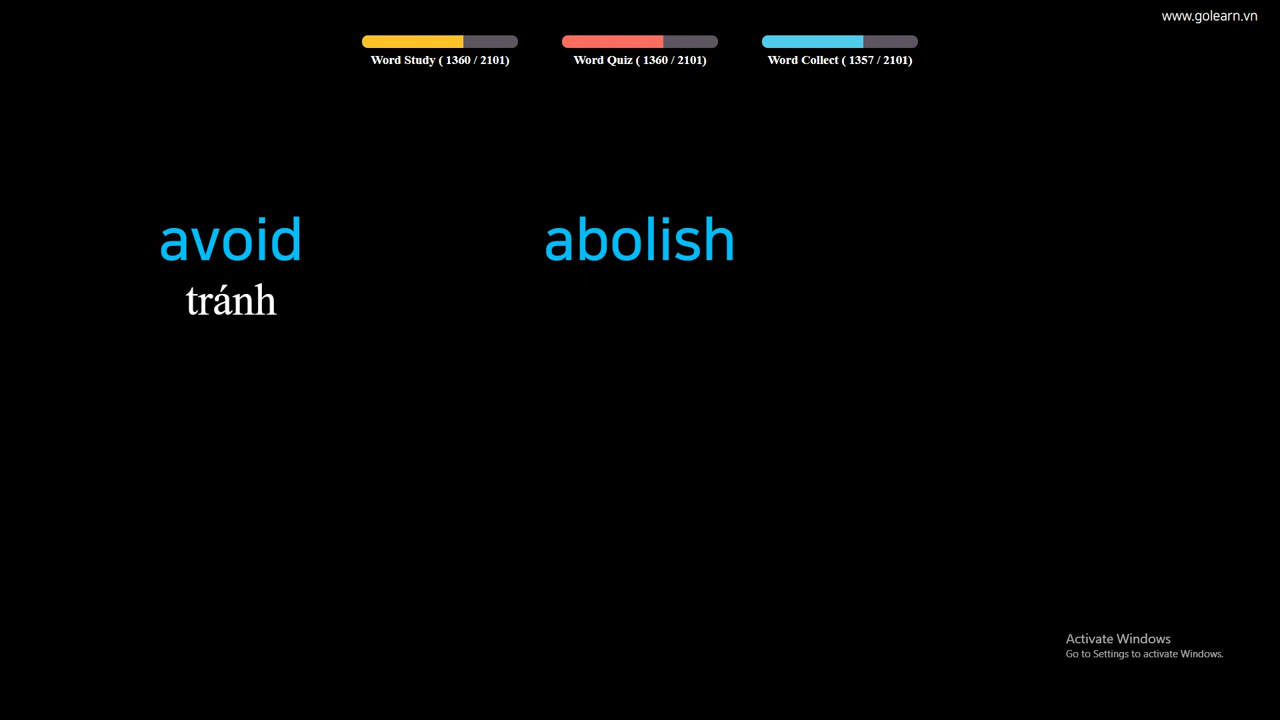 www.golearn.vn
Word Study ( 1360 / 2101)
Word Quiz ( 1360 / 2101)
Word Collect ( 1357 / 2101)
avoid
tránh
abolish
Activate Windows
Go to Settings to activate Windows.